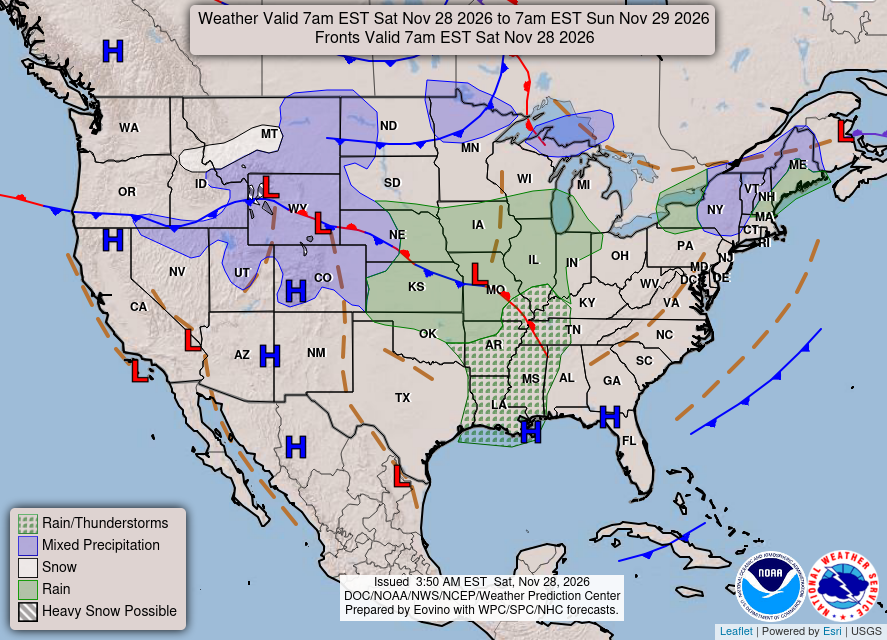 Weather Valid 7am EST Sat Nov 28 2026 to 7am EST Sun Nov 29 2026
Fronts Valid 7am EST Sat Nov 28 2026
H
WA
MT
ND
MN
L
ME
OR
ID
L
WY
SD
WI
MI
VT
NH
NY
MA
CT
RI
H
L
NE
IA
PA
NJ
NV
UT
CO
H
KS
L
MO
IL
IN
OH
WV
MD
DC
DE
VA
KY
CA
L
AZ
H
NM
OK
AR
TN
NC
SC
L
TX
LA
MS
AL
GA
H
H
FL
H
L
Rain/Thunderstorms
Mixed Precipitation
Snow
Rain
Heavy Snow Possible
Issued 3:50 AM EST Sat, Nov 28, 2026
DOC/NOAA/NWS/NCEP/Weather Prediction Center
Prepared by Eovino with WPC/SPC/NHC forecasts.
NOAA
NATIONAL WEATHER SERVICE
Leaflet | Powered by Esri | USGS